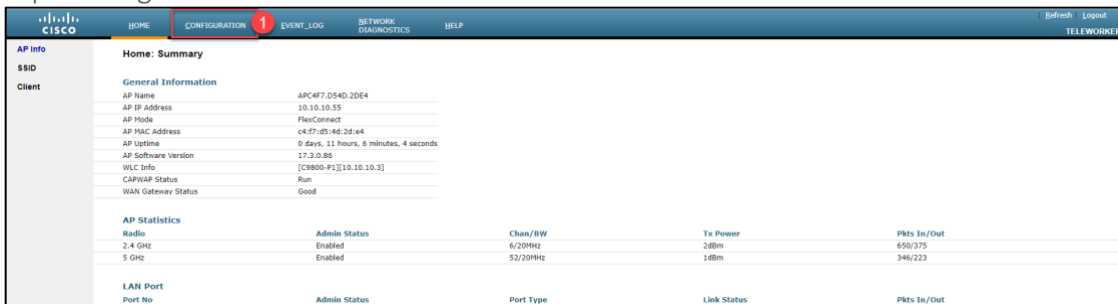 CISCO HOME CONFIGURATION 1 EVENT_LOG NETWORK DIAGNOSTICS HELP Refresh Logout
TELEWORKER
AP Info
SSID
Client
Home: Summary
General Information
AP Name APC4F7.D54D.2DE4
AP IP Address 10.10.10.55
AP Mode FlexConnect
AP MAC Address c4:f7:d5:4d:2d:e4
AP Uptime 0 days, 11 hours, 6 minutes, 4 seconds
AP Software Version 17.3.0.86
WLC Info [C9800-P1][10.10.10.3]
CAPWAP Status Run
WAN Gateway Status Good
AP Statistics
Radio Admin Status Chan/BW Tx Power Pkts In/Out
2.4 GHz Enabled 6/20MHz 2dBm 650/375
5 GHz Enabled 52/20MHz 1dBm 346/223
LAN Port
Port No Admin Status Port Type Link Status Pkts In/Out